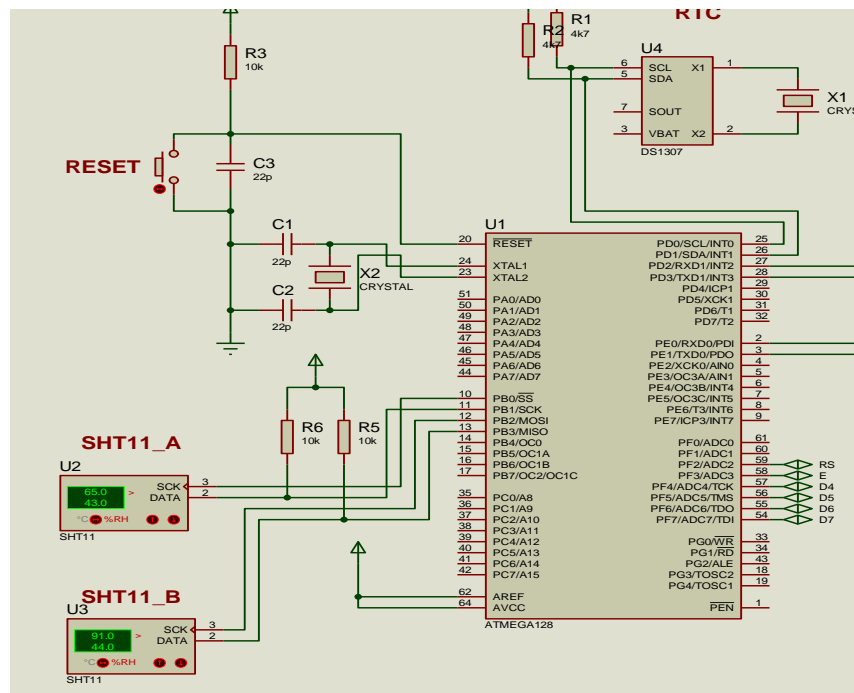 RTC
R3
10k
R2
4k7
R1
4k7
U4
6 SCL X1 1
5 SDA
7 SOUT
3 VBAT X2 2
DS1307
X1
RESET
C3
22p
C1
22p
X2
CRYSTAL
C2
22p
U1
20 RESET PD0/SCL/INT0 25
PD1/SDA/INT1 26
24 XTAL1 PD2/RXD1/INT2 27
23 XTAL2 PD3/TXD1/INT3 28
PD4/ICP1 29
51 PA0/AD0 PD5/XCK1 30
50 PA1/AD1 PD6/T1 31
49 PA2/AD2 PD7/T2 32
48 PA3/AD3
47 PA4/AD4 PE0/RXD0/PDI 2
46 PA5/AD5 PE1/TXD0/PDO 3
45 PA6/AD6 PE2/XCK0/AIN0 4
44 PA7/AD7 PE3/OC3A/AIN1 5
PE4/OC3B/INT4 6
10 PB0/SS PE5/OC3C/INT5 7
11 PB1/SCK PE6/T3/INT6 8
12 PB2/MOSI PE7/ICP3/INT7 9
13 PB3/MISO
14 PB4/OC0 PF0/ADC0 61
15 PB5/OC1A PF1/ADC1 60
16 PB6/OC1B PF2/ADC2 59 RS
17 PB7/OC2/OC1C PF3/ADC3 58 E
PF4/ADC4/TCK 57 D4
35 PC0/A8 PF5/ADC5/TMS 56 D5
36 PC1/A9 PF6/ADC6/TDO 55 D6
37 PC2/A10 PF7/ADC7/TDI 54 D7
38 PC3/A11
39 PC4/A12 PG0/WR 33
40 PC5/A13 PG1/RD 34
41 PC6/A14 PG2/ALE 43
42 PC7/A15 PG3/TOSC2 18
PG4/TOSC1 19
62 AREF
64 AVCC PEN 1
ATMEGA128
R6
10k
R5
10k
SHT11_A
U2
SCK 3
DATA 2
65.0 >
43.0
°C %RH
SHT11
SHT11_B
U3
SCK 3
DATA 2
91.0 >
44.0
°C %RH
SHT11